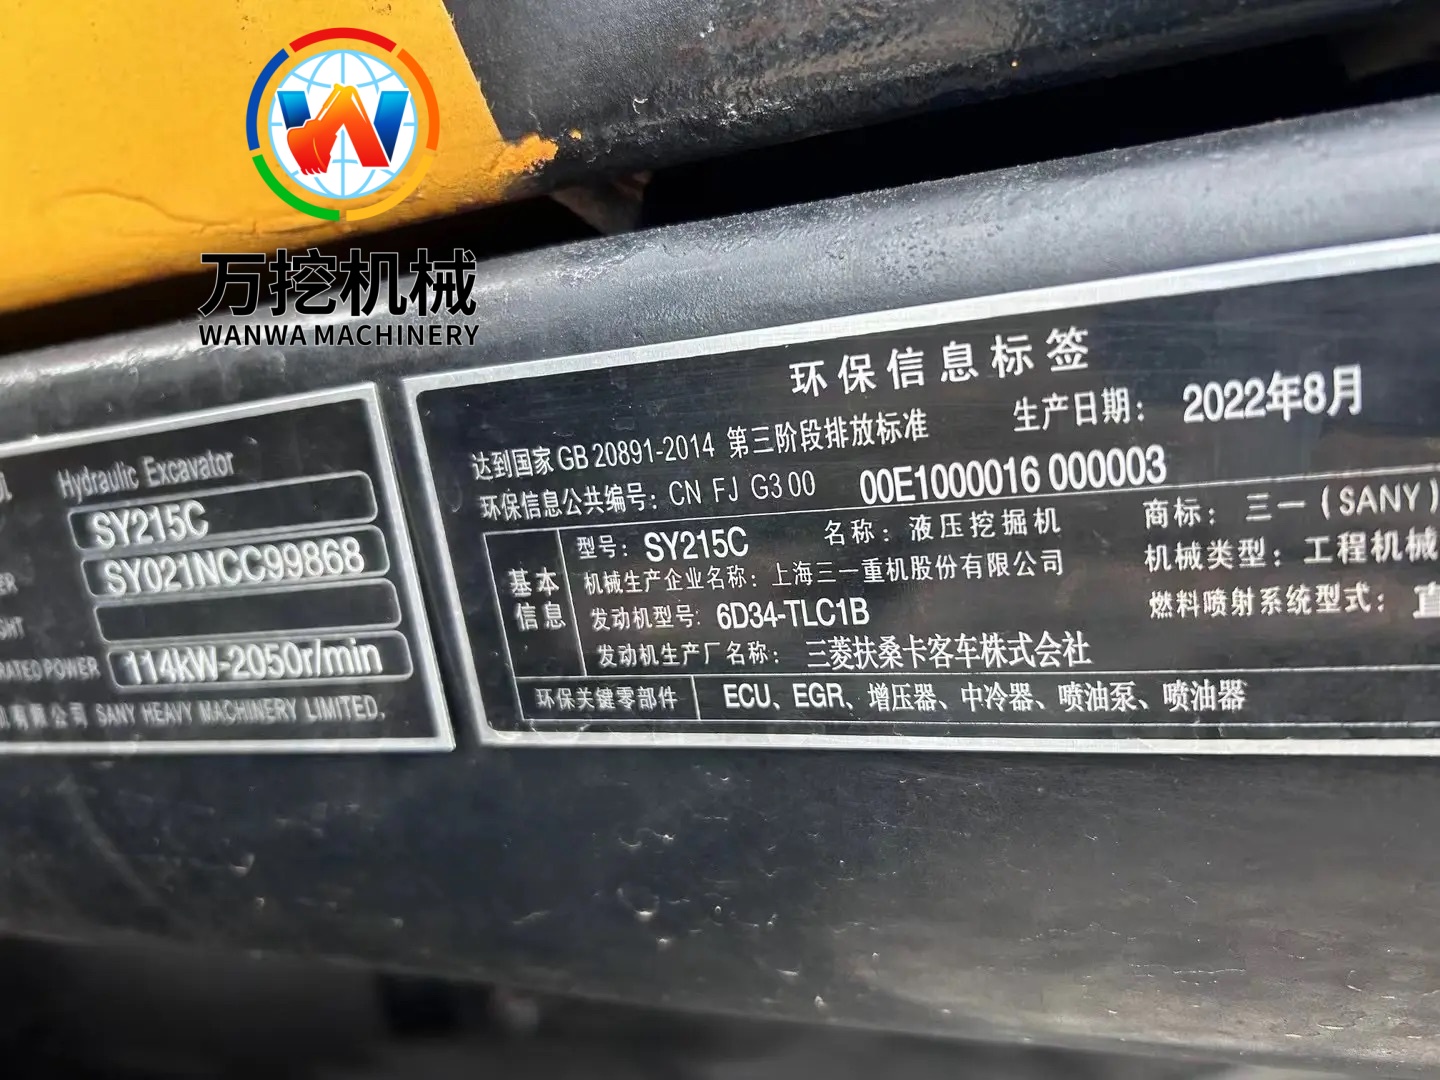 万挖机械
WANWA MACHINERY
机
Hydraulic Excavator
SY215C
SY021NCC99868
RATED POWER
114kW-2050r/min
有限公司 SANY HEAVY MACHINERY LIMITED.
环保信息标签
达到国家GB 20891-2014 第三阶段排放标准
生产日期: 2022年8月
环保信息公共编号: CN FJ G3 00 00E1000016 000003
基本信息
型号: SY215C 名称: 液压挖掘机 商标: 三一(SANY)
机械生产企业名称: 上海三一重机股份有限公司 机械类型: 工程机械
发动机型号: 6D34-TLC1B 燃料喷射系统型式: 直
发动机生产厂名称: 三菱扶桑卡客车株式会社
环保关键零部件 ECU、EGR、增压器、中冷器、喷油泵、喷油器